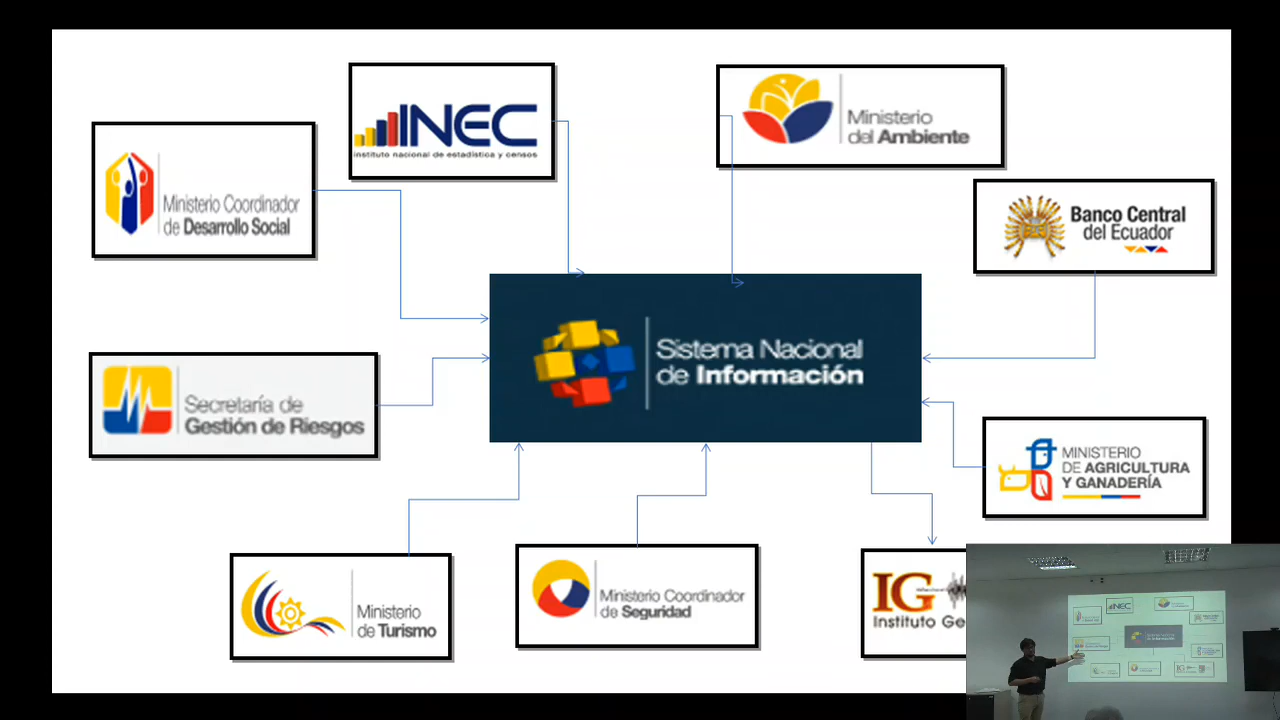 INEC
instituto nacional de estadística y censos
Ministerio
del Ambiente
Ministerio Coordinador
de Desarrollo Social
Banco Central
del Ecuador
Sistema Nacional
de Información
Secretaría de
Gestión de Riesgos
MINISTERIO
DE AGRICULTURA
Y GANADERÍA
Ministerio
de Turismo
Ministerio Coordinador
de Seguridad
IG
Instituto Ge
INEC